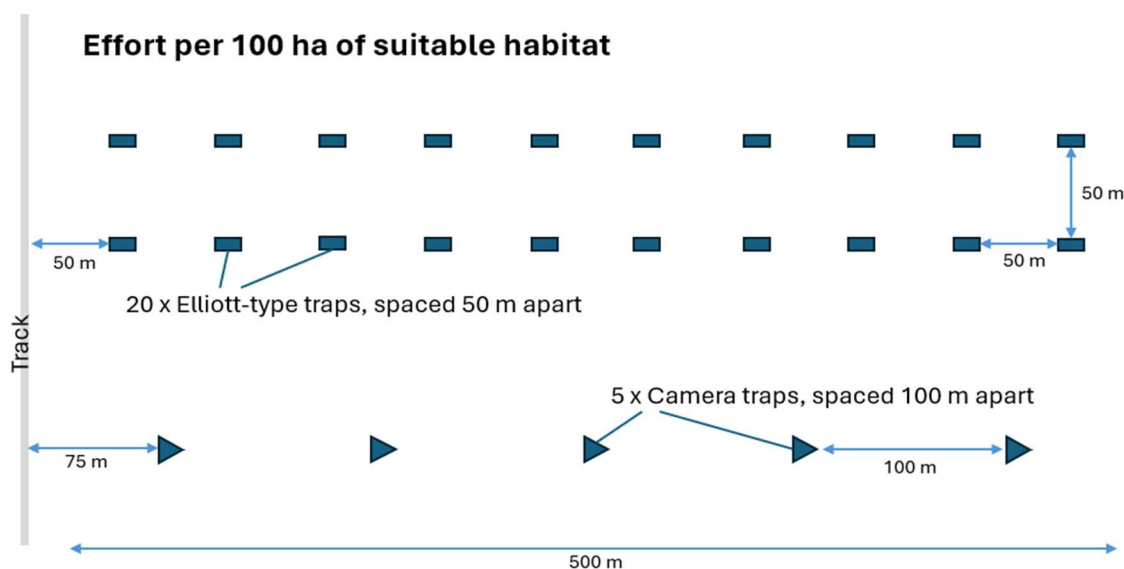 Effort per 100 ha of suitable habitat
50 m
50 m
50 m
20 x Elliott-type traps, spaced 50 m apart
Track
5 x Camera traps, spaced 100 m apart
75 m
100 m
500 m